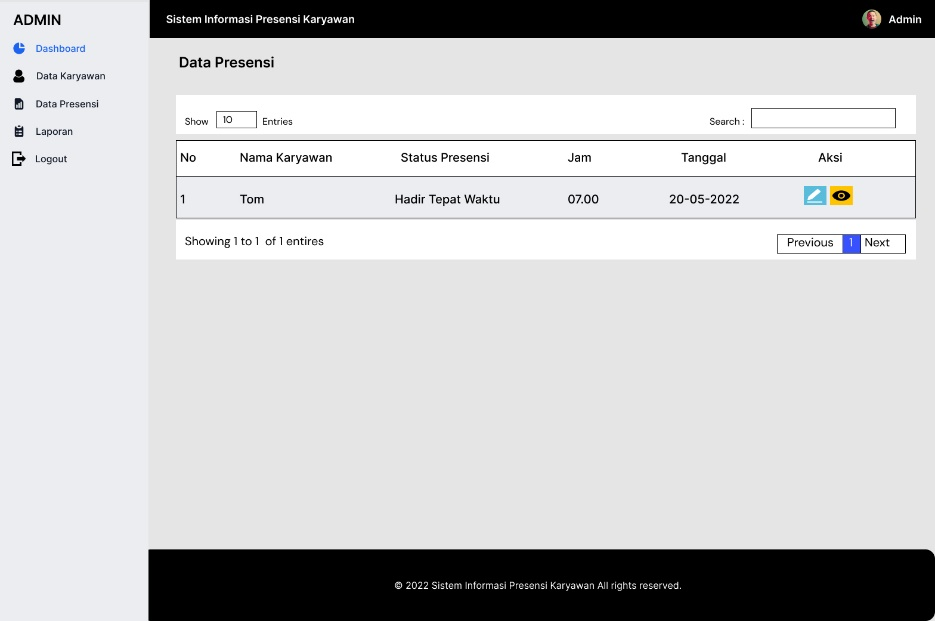 ADMIN
Dashboard
Data Karyawan
Data Presensi
Laporan
Logout
Sistem Informasi Presensi Karyawan
Admin
Data Presensi
Show 10 Entries
Search :
No Nama Karyawan Status Presensi Jam Tanggal Aksi
1 Tom Hadir Tepat Waktu 07.00 20-05-2022
Showing 1 to 1 of 1 entires
Previous 1 Next
© 2022 Sistem Informasi Presensi Karyawan All rights reserved.